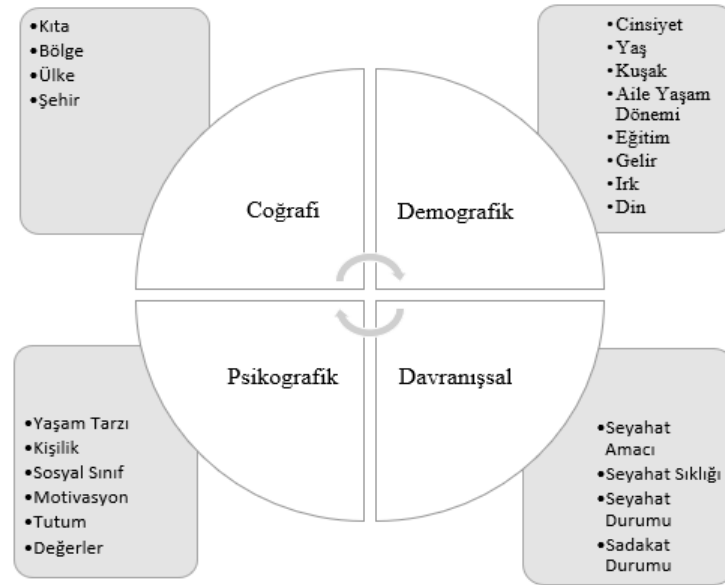 •Kıta
•Bölge
•Ülke
•Şehir
•Cinsiyet
•Yaş
•Kuşak
•Aile Yaşam
Dönemi
•Eğitim
•Gelir
•Irk
•Din
Coğrafi
Demografik
Psikografik
Davranışsal
•Yaşam Tarzı
•Kişilik
•Sosyal Sınıf
•Motivasyon
•Tutum
•Değerler
•Seyahat
Amacı
•Seyahat Sıklığı
•Seyahat
Durumu
•Sadakat
Durumu